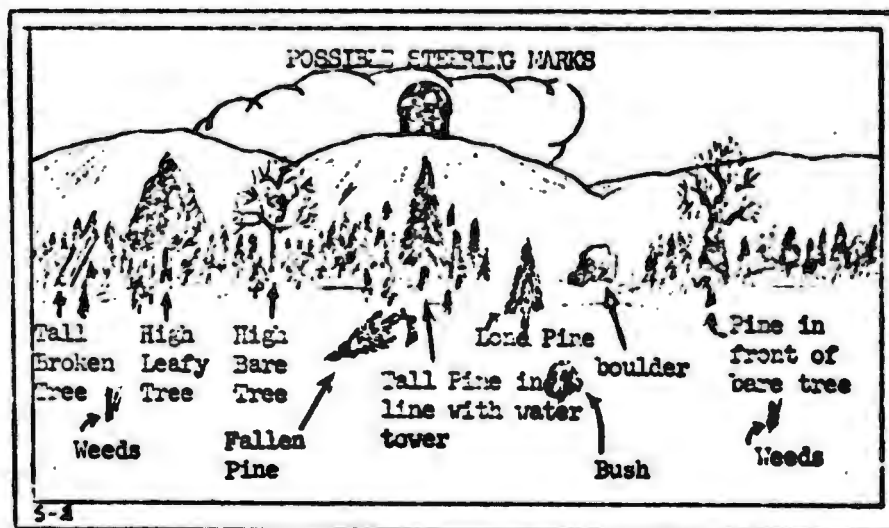 POSSIBLE STEERING MARKS
Tall
Broken
Tree
High
Leafy
Tree
High
Bare
Tree
Lone Pine
boulder
Pine in
front of
bare tree
Tall Pine in
line with water
tower
Weeds
Fallen
Pine
Bush
Weeds